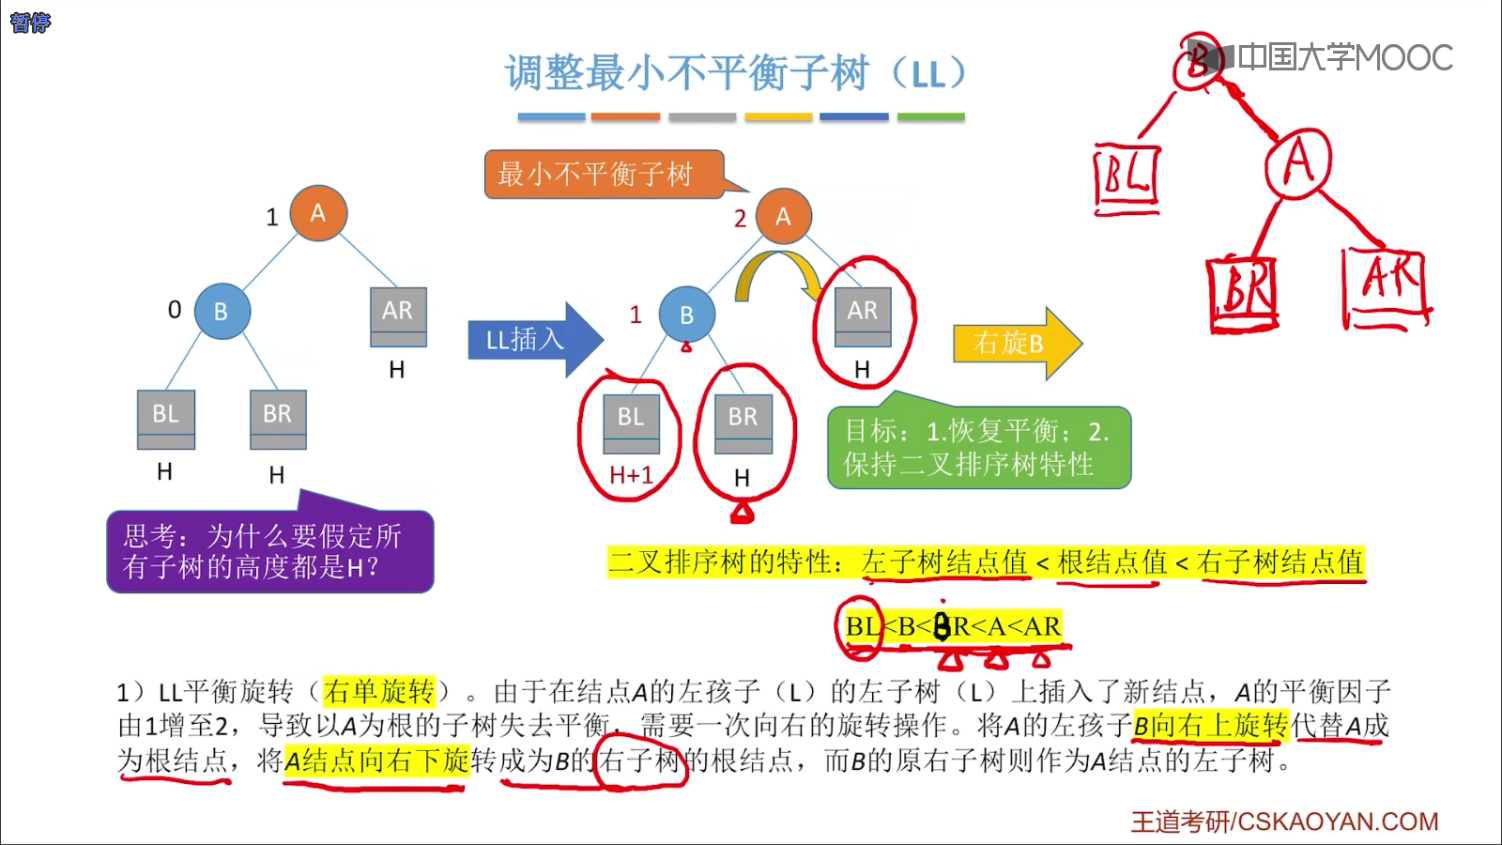 暂停
中国大学MOOC
调整最小不平衡子树（LL）
最小不平衡子树
1 A
0 B
AR
H
BL
H
BR
H
LL插入
2 A
1 B
AR
H
BL
H+1
BR
H
右旋B
B
BL
A
BR
AR
目标：1.恢复平衡；2.
保持二叉排序树特性
思考：为什么要假定所
有子树的高度都是H？
二叉排序树的特性：左子树结点值 < 根结点值 < 右子树结点值
BL<B<BR<A<AR
1）LL平衡旋转（右单旋转）。由于在结点A的左孩子（L）的左子树（L）上插入了新结点，A的平衡因子
由1增至2，导致以A为根的子树失去平衡，需要一次向右的旋转操作。将A的左孩子B向右上旋转代替A成
为根结点，将A结点向右下旋转成为B的右子树的根结点，而B的原右子树则作为A结点的左子树。
王道考研/CSKAOYAN.COM